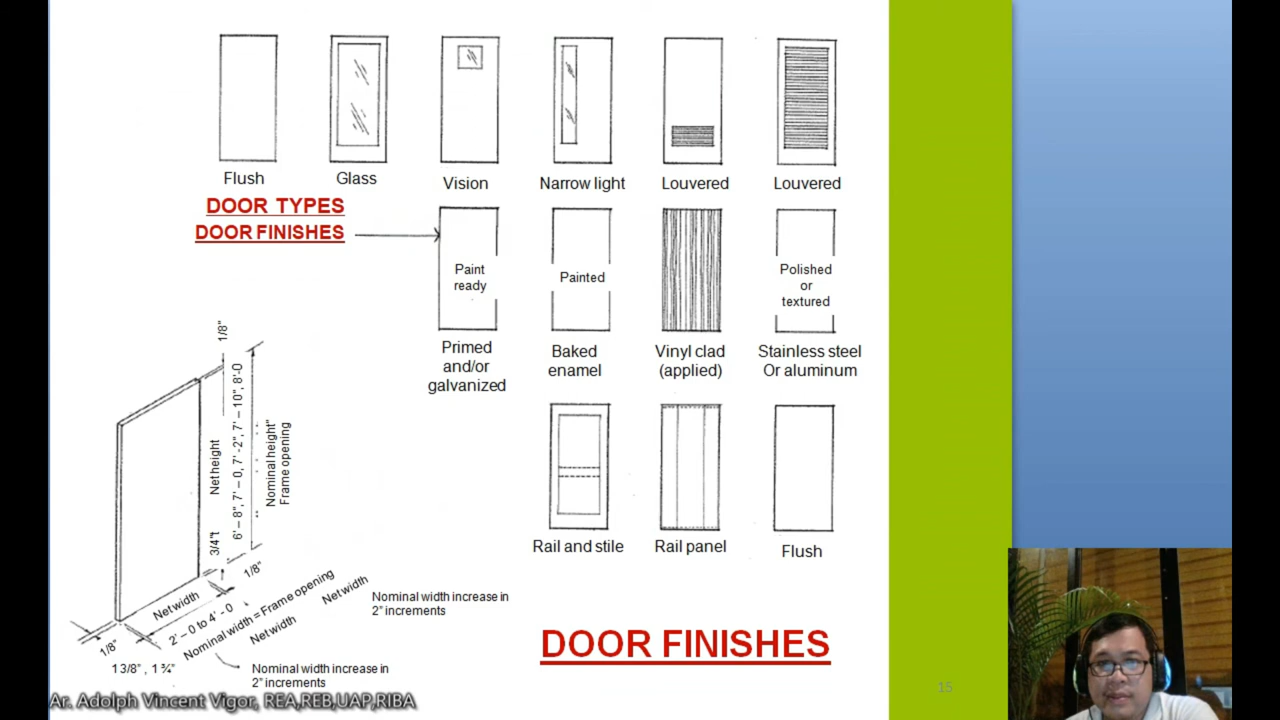 Flush
Glass
Vision
Narrow light
Louvered
Louvered
DOOR TYPES
DOOR FINISHES
Paint
ready
Painted
Polished
or
textured
Primed
and/or
galvanized
Baked
enamel
Vinyl clad
(applied)
Stainless steel
Or aluminum
Rail and stile
Rail panel
Flush
1/8"
Net height
3/4"t
6' – 8", 7' – 0, 7' -2", 7' – 10", 8'-0
Nominal height"
Frame opening
1/8"
Net width
2' – 0 to 4' - 0
Nominal width = Frame opening
Net width
Net width
1/8"
1 3/8" , 1 ¾"
Nominal width increase in
2" increments
Nominal width increase in
2" increments
DOOR FINISHES
15
Ar. Adolph Vincent Vigor, REA,REB,UAP,RIBA